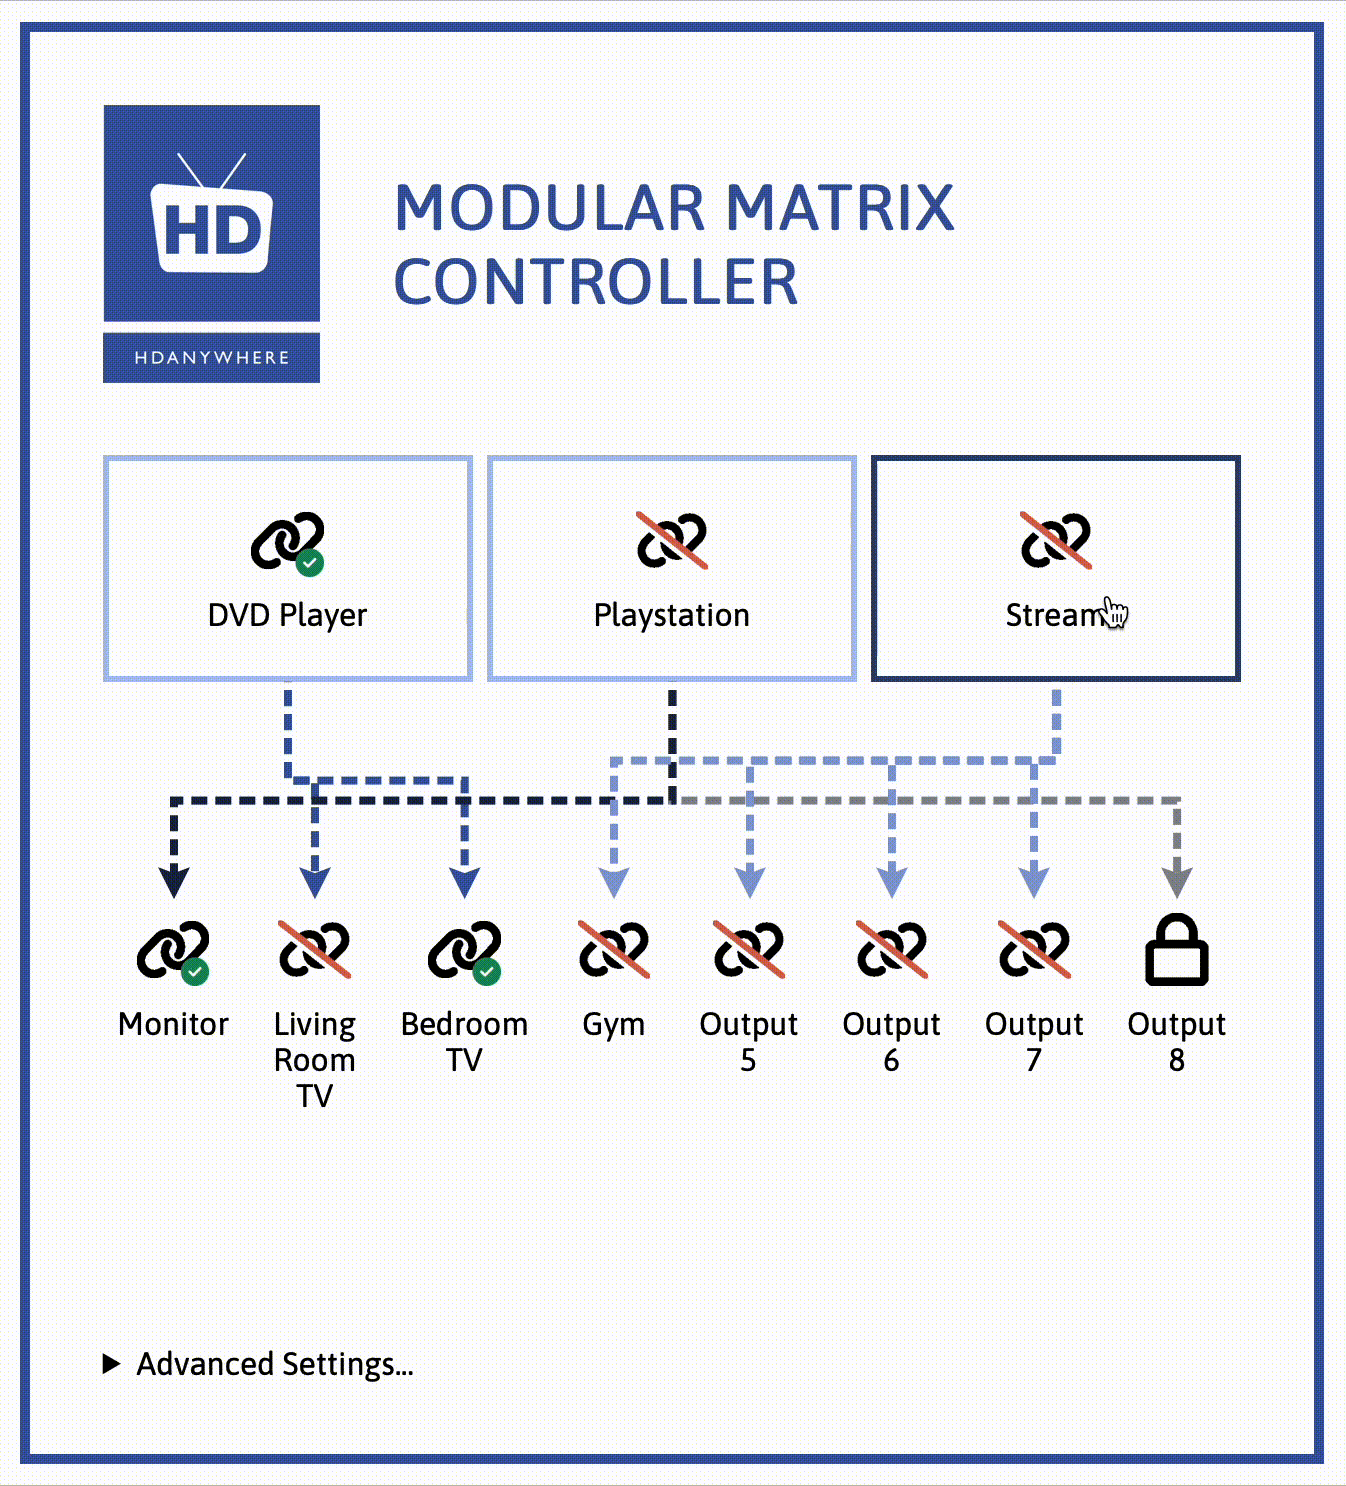 HD
HDANYWHERE
MODULAR MATRIX
CONTROLLER
DVD Player
Playstation
Stream
Monitor
Living
Room
TV
Bedroom
TV
Gym
Output
5
Output
6
Output
7
Output
8
Advanced Settings...